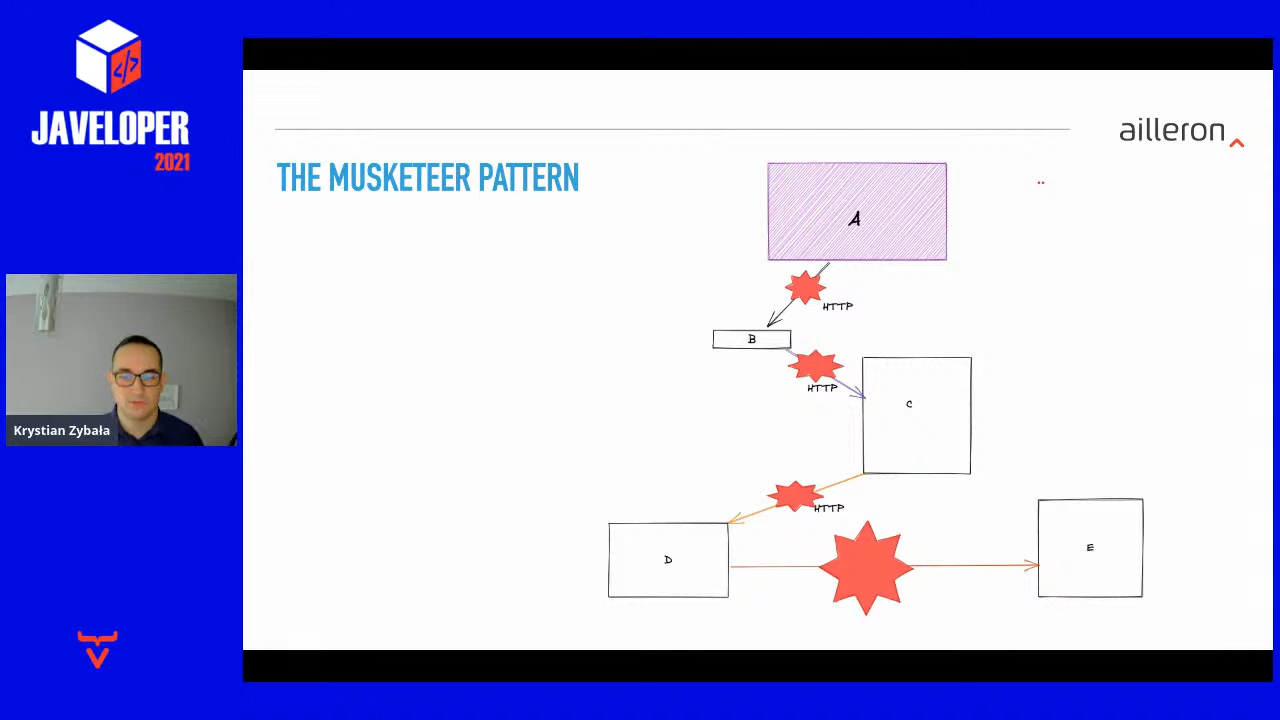 </>
JAVELOPER
2021
Krystian Zybała
ailleron
THE MUSKETEER PATTERN
A
HTTP
B
HTTP
C
HTTP
D
E